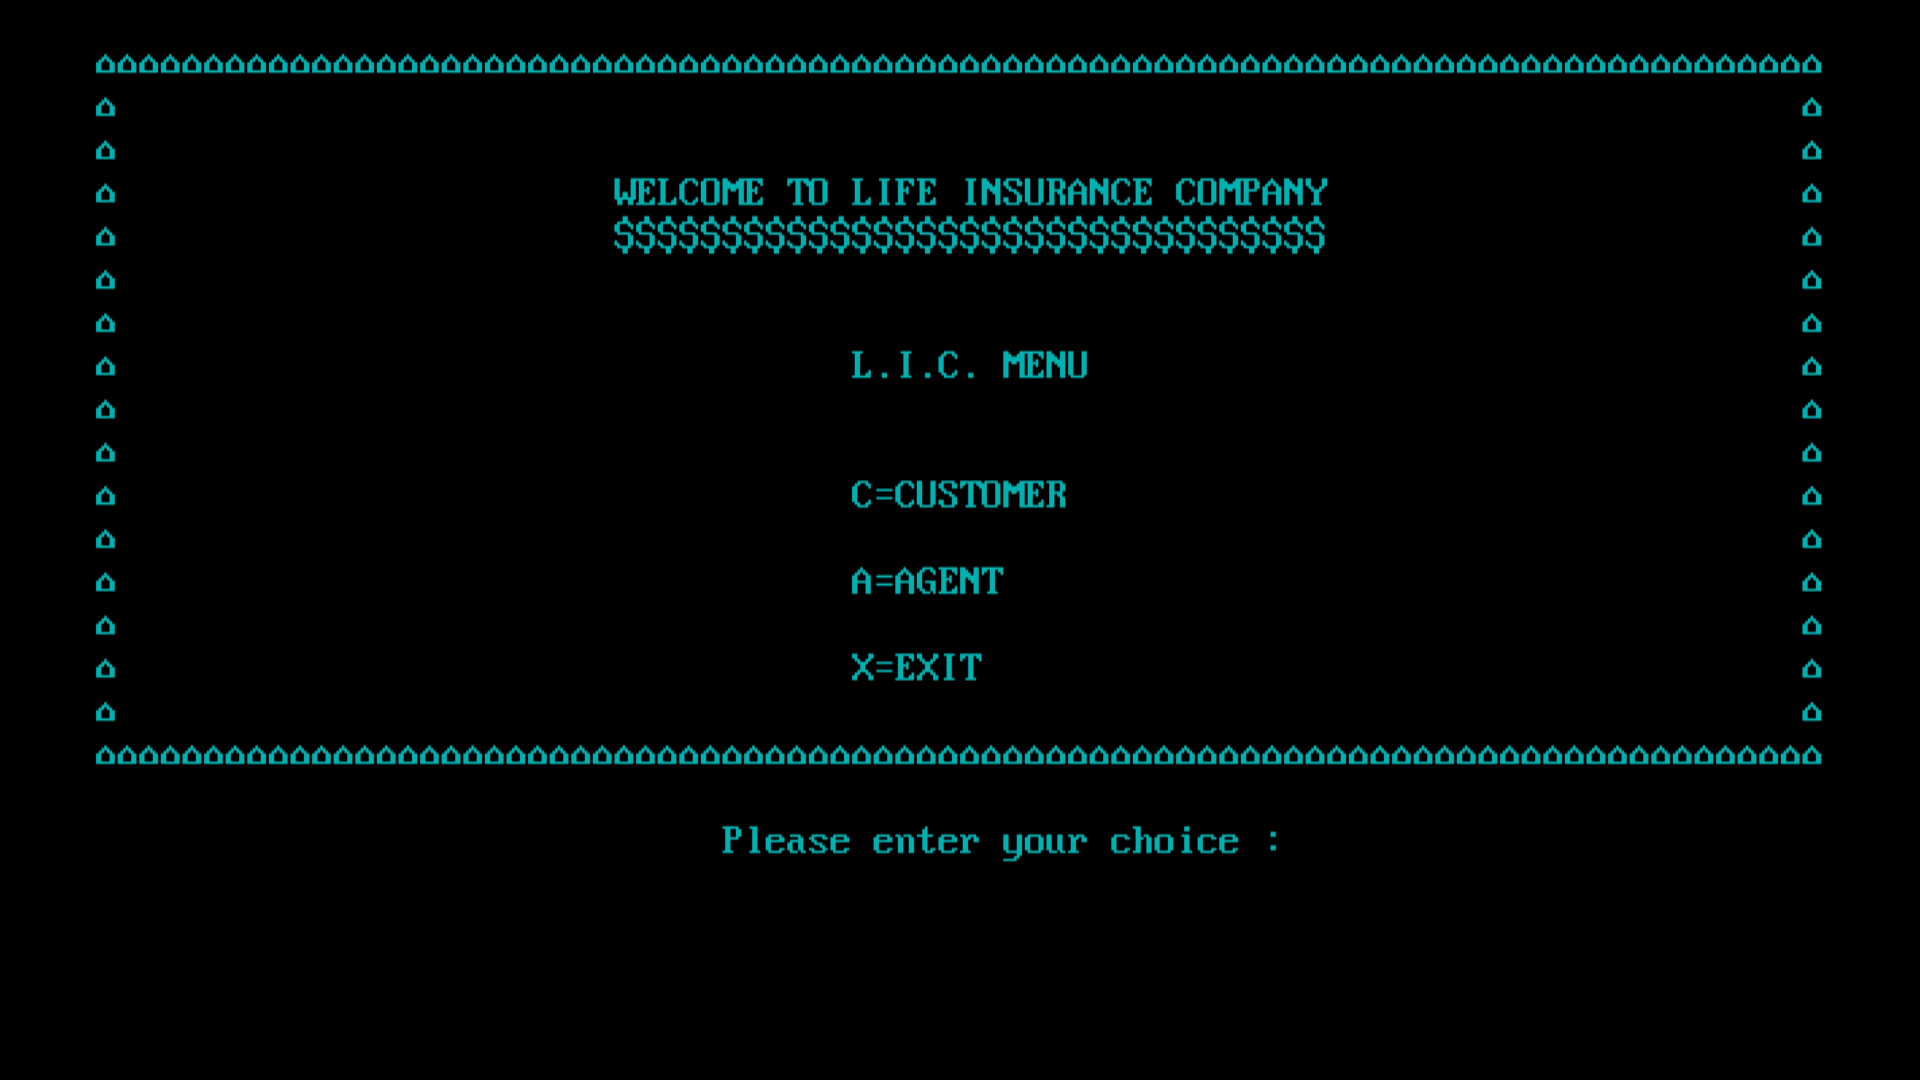 WELCOME TO LIFE INSURANCE COMPANY
$$$$$$$$$$$$$$$$$$$$$$$$$$$$$$$$$
L.I.C. MENU
C=CUSTOMER
A=AGENT
X=EXIT
Please enter your choice :